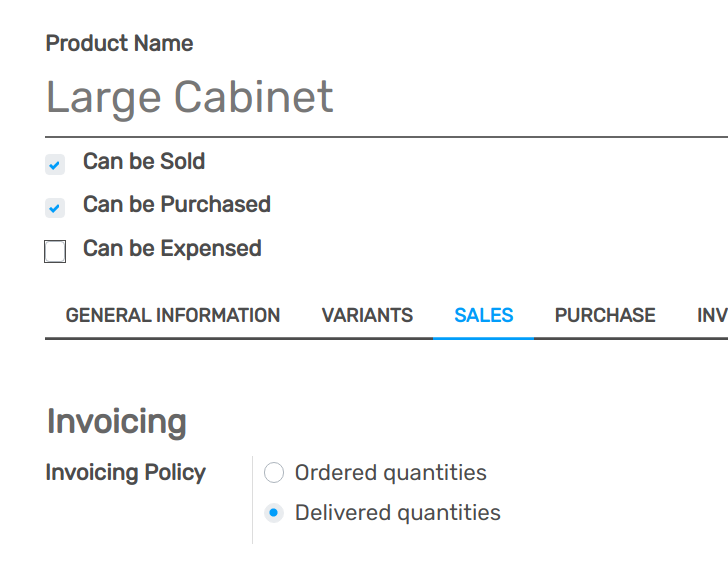 Product Name
Large Cabinet
Can be Sold
Can be Purchased
Can be Expensed
GENERAL INFORMATION VARIANTS SALES PURCHASE INV
Invoicing
Invoicing Policy Ordered quantities
Delivered quantities